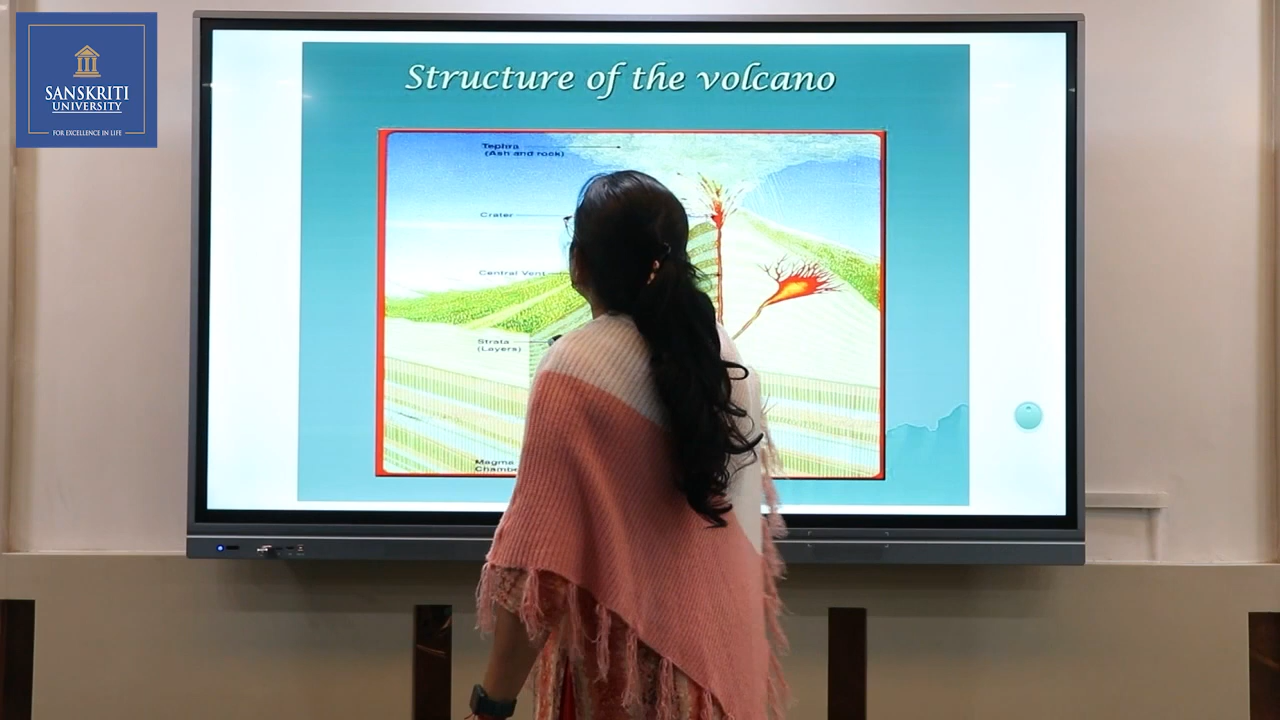 SANSKRITI
UNIVERSITY
FOR EXCELLENCE IN LIFE
Structure of the volcano
Tephra
(Ash and rock)
Crater
Central Vent
Strata
(Layers)
Magma